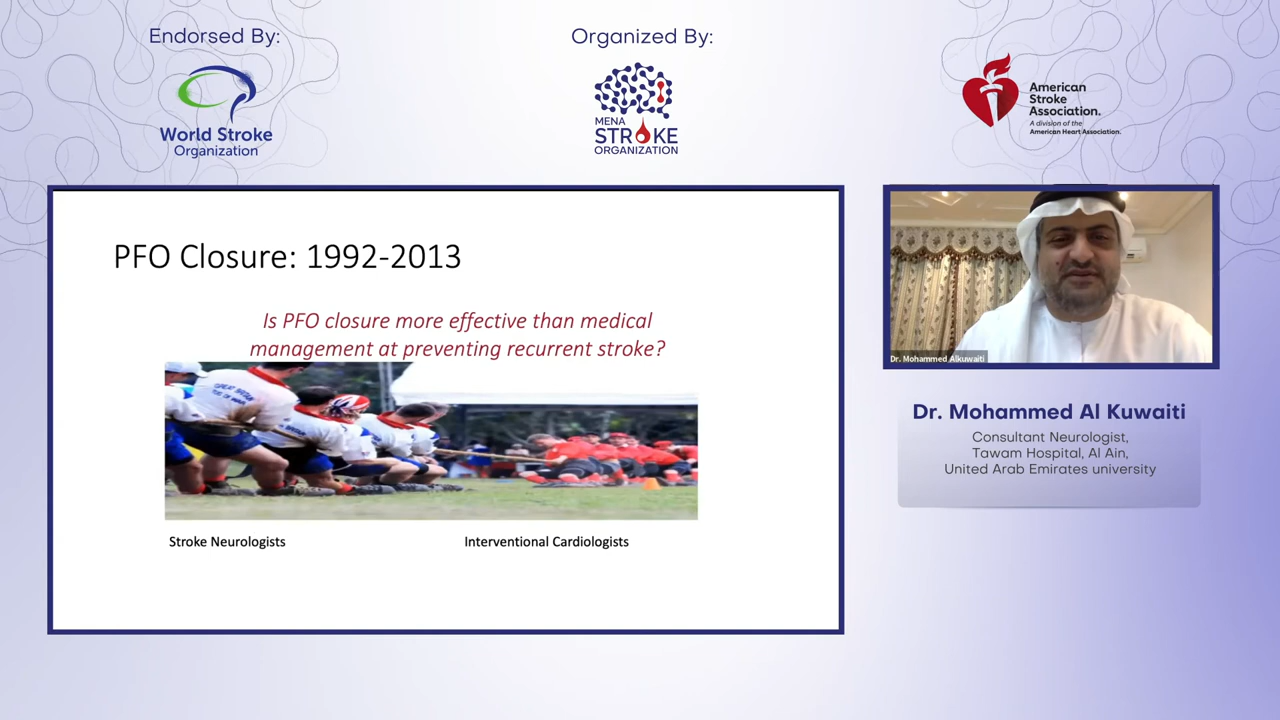 Endorsed By:
World Stroke
Organization
Organized By:
MENA
STROKE
ORGANIZATION
American
Stroke
Association.
A division of the
American Heart Association.
PFO Closure: 1992-2013
Is PFO closure more effective than medical
management at preventing recurrent stroke?
Stroke Neurologists
Interventional Cardiologists
Dr. Mohammed Alkuwaiti
Dr. Mohammed Al Kuwaiti
Consultant Neurologist,
Tawam Hospital, Al Ain,
United Arab Emirates university